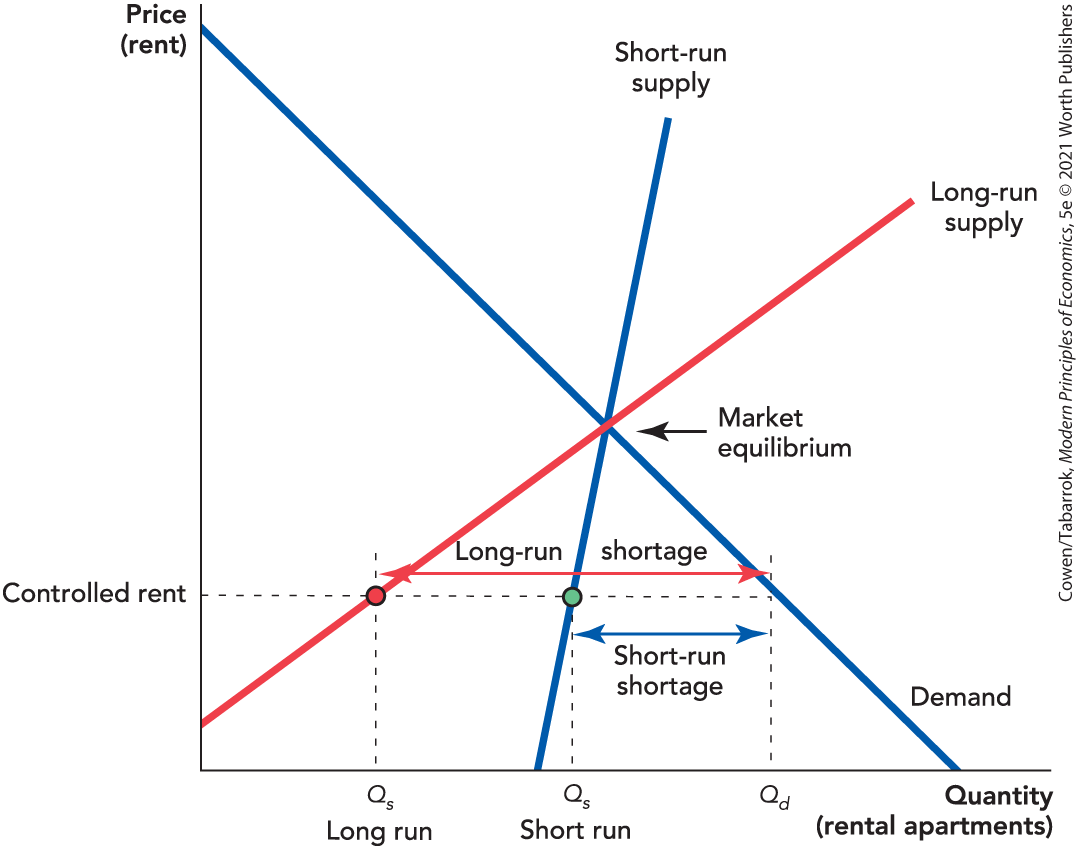 Price
(rent)
Short-run
supply
Long-run
supply
Market
equilibrium
Long-run shortage
Controlled rent
Short-run
shortage
Demand
Qs
Qs
Qd
Long run
Short run
Quantity
(rental apartments)
Cowen/Tabarrok, Modern Principles of Economics, 5e © 2021 Worth Publishers